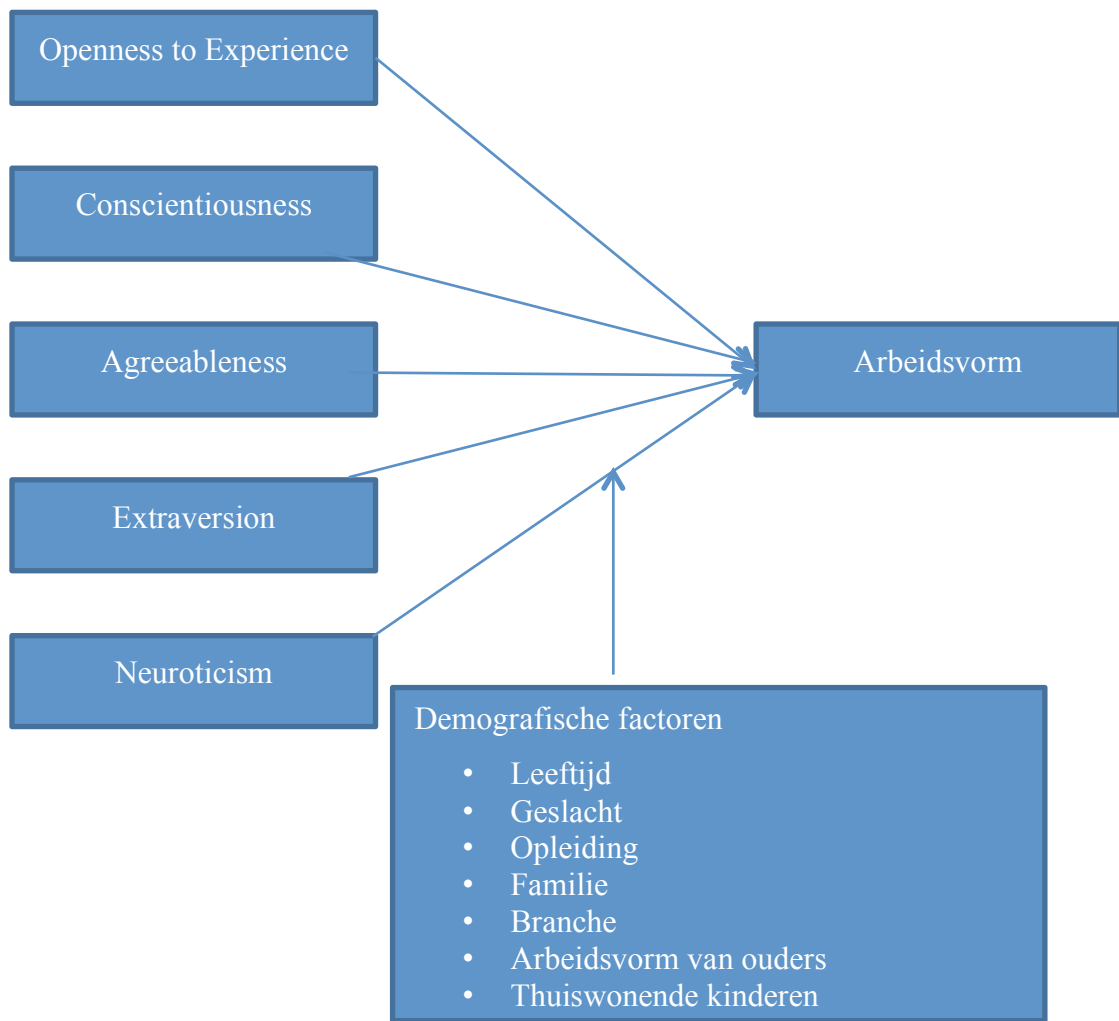 Openness to Experience
Conscientiousness
Agreeableness
Arbeidsvorm
Extraversion
Neuroticism
Demografische factoren
• Leeftijd
• Geslacht
• Opleiding
• Familie
• Branche
• Arbeidsvorm van ouders
• Thuiswonende kinderen